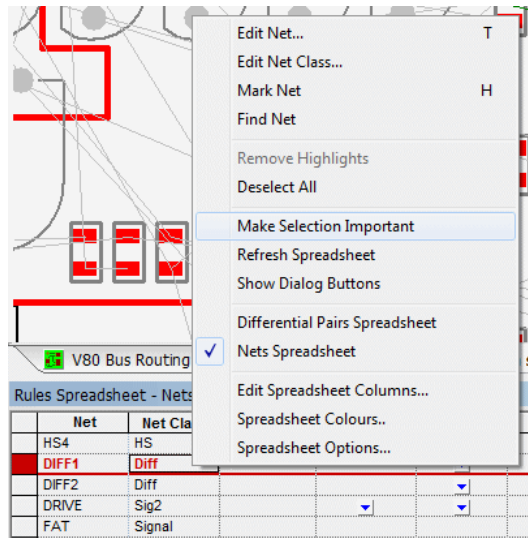 Edit Net... T
Edit Net Class...
Mark Net H
Find Net
Remove Highlights
Deselect All
Make Selection Important
Refresh Spreadsheet
Show Dialog Buttons
Differential Pairs Spreadsheet
Nets Spreadsheet
Edit Spreadsheet Columns...
Spreadsheet Colours..
Spreadsheet Options...
V80 Bus Routing
Rules Spreadsheet - Nets
Net Net Cla
HS4 HS
DIFF1 Diff
DIFF2 Diff
DRIVE Sig2
FAT Signal